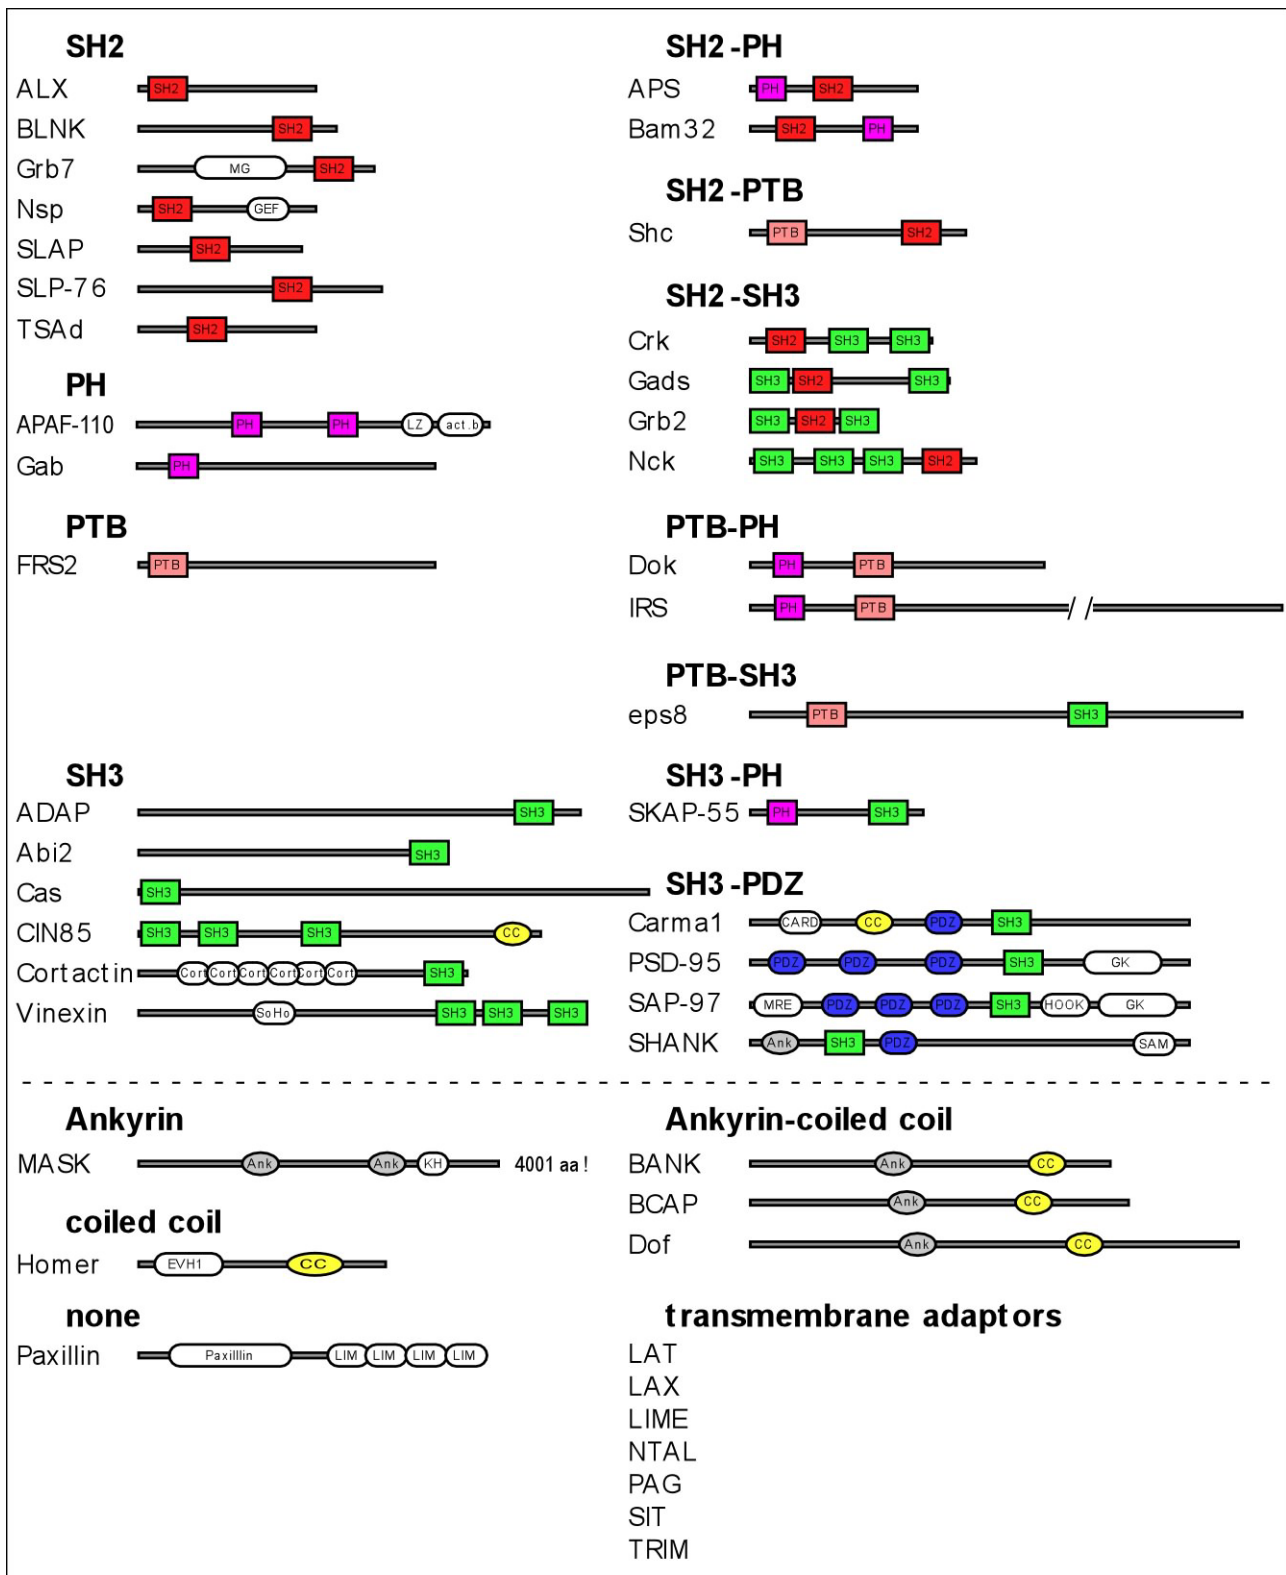 SH2
ALX SH2
BLNK SH2
Grb7 MG SH2
Nsp SH2 GEF
SLAP SH2
SLP-76 SH2
TSAd SH2
PH
APAF-110 PH PH LZ act.b
Gab PH
PTB
FRS2 PTB
SH3
ADAP SH3
Abi2 SH3
Cas SH3
CIN85 SH3 SH3 SH3 CC
Cortactin Cort Cort Cort Cort Cort Cort SH3
Vinexin SoHo SH3 SH3 SH3
SH2-PH
APS PH SH2
Bam32 SH2 PH
SH2-PTB
Shc PTB SH2
SH2-SH3
Crk SH2 SH3 SH3
Gads SH3 SH2 SH3
Grb2 SH3 SH2 SH3
Nck SH3 SH3 SH3 SH2
PTB-PH
Dok PH PTB
IRS PH PTB //
PTB-SH3
eps8 PTB SH3
SH3-PH
SKAP-55 PH SH3
SH3-PDZ
Carma1 CARD CC PDZ SH3
PSD-95 PDZ PDZ PDZ SH3 GK
SAP-97 MRE PDZ PDZ PDZ SH3 HOOK GK
SHANK Ank SH3 PDZ SAM
Ankyrin
MASK Ank Ank KH 4001 aa!
coiled coil
Homer EVH1 CC
none
Paxillin Paxilllin LIM LIM LIM LIM
Ankyrin-coiled coil
BANK Ank CC
BCAP Ank CC
Dof Ank CC
transmembrane adaptors
LAT
LAX
LIME
NTAL
PAG
SIT
TRIM